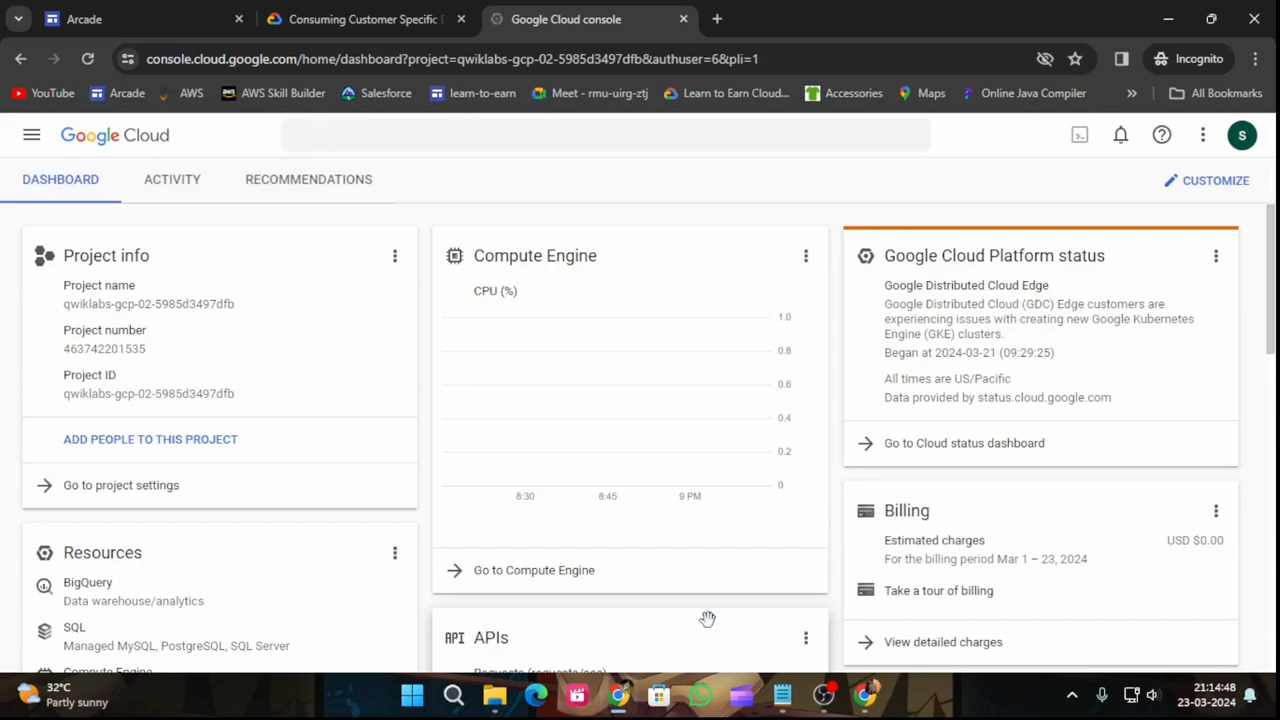 Arcade
Consuming Customer Specific
Google Cloud console
console.cloud.google.com/home/dashboard?project=qwiklabs-gcp-02-5985d3497dfb&authuser=6&pli=1
Incognito
YouTube
Arcade
AWS
AWS Skill Builder
Salesforce
learn-to-earn
Meet - rmu-uirg-ztj
Learn to Earn Cloud...
Accessories
Maps
Online Java Compiler
All Bookmarks
Google Cloud
S
DASHBOARD
ACTIVITY
RECOMMENDATIONS
CUSTOMIZE
Project info
Project name
qwiklabs-gcp-02-5985d3497dfb
Project number
463742201535
Project ID
qwiklabs-gcp-02-5985d3497dfb
ADD PEOPLE TO THIS PROJECT
Go to project settings
Resources
BigQuery
Data warehouse/analytics
SQL
Managed MySQL, PostgreSQL, SQL Server
Compute Engine
Compute Engine
CPU (%)
1.0
0.8
0.6
0.4
0.2
0
8:30
8:45
9 PM
Go to Compute Engine
API APIs
Requests (requests/sec)
Google Cloud Platform status
Google Distributed Cloud Edge
Google Distributed Cloud (GDC) Edge customers are
experiencing issues with creating new Google Kubernetes
Engine (GKE) clusters.
Began at 2024-03-21 (09:29:25)
All times are US/Pacific
Data provided by status.cloud.google.com
Go to Cloud status dashboard
Billing
Estimated charges
USD $0.00
For the billing period Mar 1 – 23, 2024
Take a tour of billing
View detailed charges
32°C
Partly sunny
21:14:48
23-03-2024